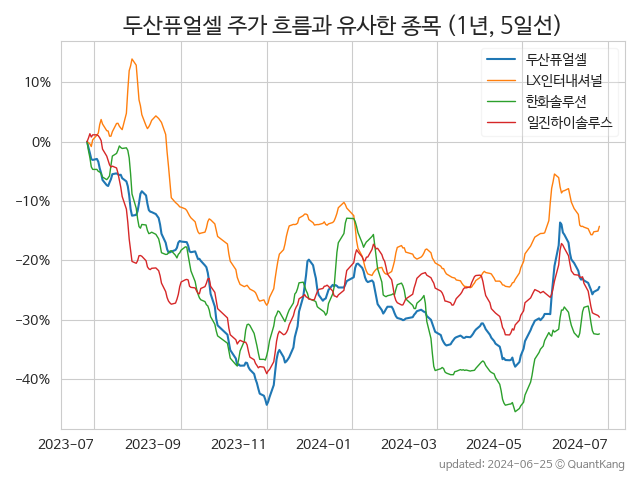 두산퓨얼셀 주가 흐름과 유사한 종목 (1년, 5일선)
두산퓨얼셀
LX인터내셔널
한화솔루션
일진하이솔루스
10%
0%
−10%
−20%
−30%
−40%
2023-07 2023-09 2023-11 2024-01 2024-03 2024-05 2024-07
updated: 2024-06-25 © QuantKang